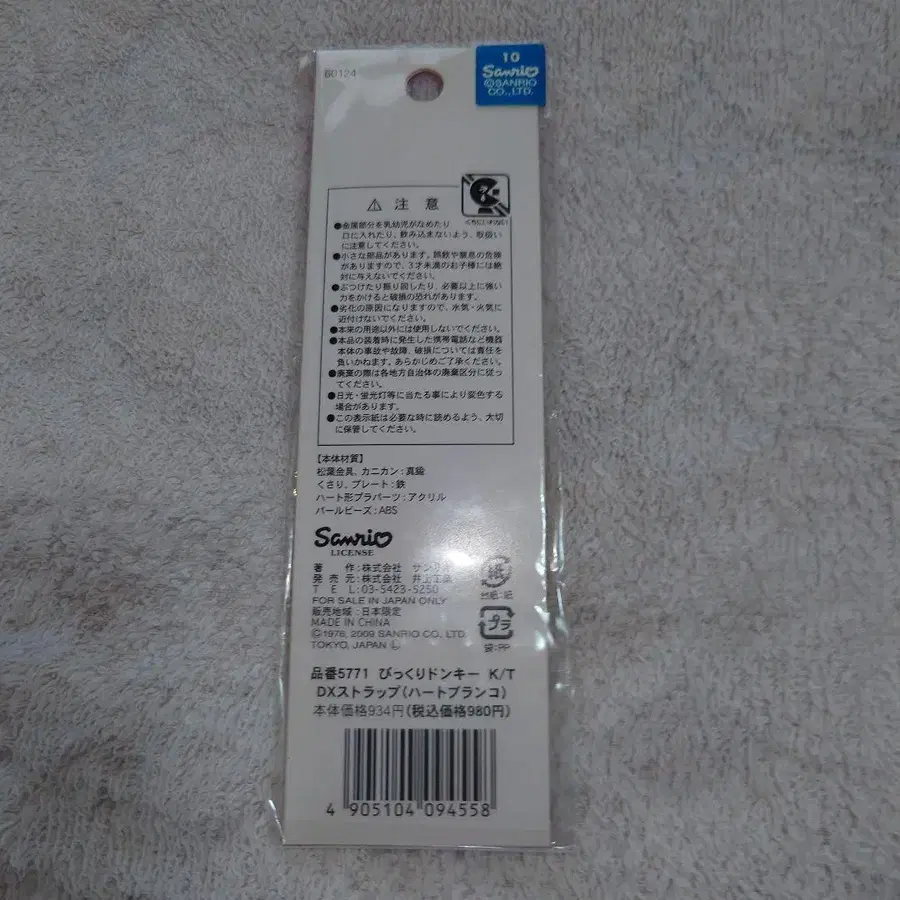 60124
10
Sanrio
©SANRIO
CO.,LTD.
⚠ 注意
●金属部分を乳幼児がなめたり
口に入れたり、飲み込まないよう、取扱い
に注意してください。
●小さな部品があります。誤飲や窒息の危険
がありますので、3才未満のお子様には絶
対に与えないでください。
●ぶつけたり振り回したり、必要以上に強い
力をかけると破損の恐れがあります。
●劣化の原因になりますので、水気・火気に
近付けないでください。
●本来の用途以外には使用しないでください。
●本品の装着時に発生した携帯電話など機器
本体の事故や故障、破損については責任を
負いかねます。あらかじめご了承ください。
●廃棄の際は各地方自治体の廃棄区分に従っ
てください。
●日光・蛍光灯等に当たる事により変色する
場合があります。
●この表示紙は必要な時に読めるよう、大切
に保管してください。
【本体材質】
松葉金具、カニカン:真鍮
くさり、プレート:鉄
ハート形プラパーツ:アクリル
パールビーズ:ABS
Sanrio
LICENSE
著 作:株式会社
発 売 元:株式会社 井上
T E L:03-5423-5250
FOR SALE IN JAPAN ONLY
販売地域:日本限定
MADE IN CHINA
©1976, 2009 SANRIO CO., LTD.
TOKYO, JAPAN Ⓛ
紙
台紙:紙
プラ
袋:PP
品番5771 びっくりドンキー K/T
DXストラップ(ハートブランコ)
本体価格934円(税込価格980円)
4 905104 094558